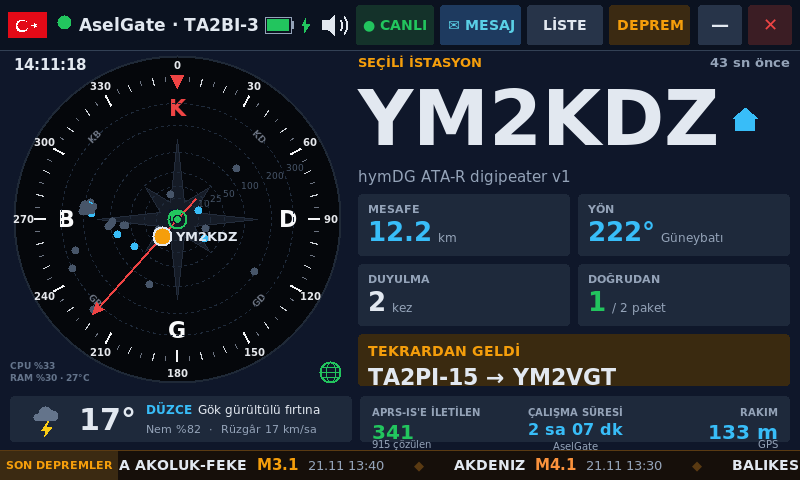 AselGate · TA2BI-3
● CANLI
✉ MESAJ
LİSTE
DEPREM
—
✕
14:11:18
0
30
60
90
120
150
180
210
240
270
300
330
K
KD
D
GD
G
GB
B
KB
10
25
50
100
200
300
YM2KDZ
CPU %33
RAM %30 · 27°C
SEÇİLİ İSTASYON
43 sn önce
YM2KDZ
hymDG ATA-R digipeater v1
MESAFE
12.2 km
YÖN
222° Güneybatı
DUYULMA
2 kez
DOĞRUDAN
1 / 2 paket
TEKRARDAN GELDİ
TA2PI-15 → YM2VGT
17°
DÜZCE Gök gürültülü fırtına
Nem %82 · Rüzgâr 17 km/sa
APRS-IS'E İLETİLEN
341
915 çözülen
ÇALIŞMA SÜRESİ
2 sa 07 dk
AselGate
RAKIM
133 m
GPS
SON DEPREMLER
A AKOLUK-FEKE M3.1 21.11 13:40 ◆ AKDENIZ M4.1 21.11 13:30 ◆ BALIKES